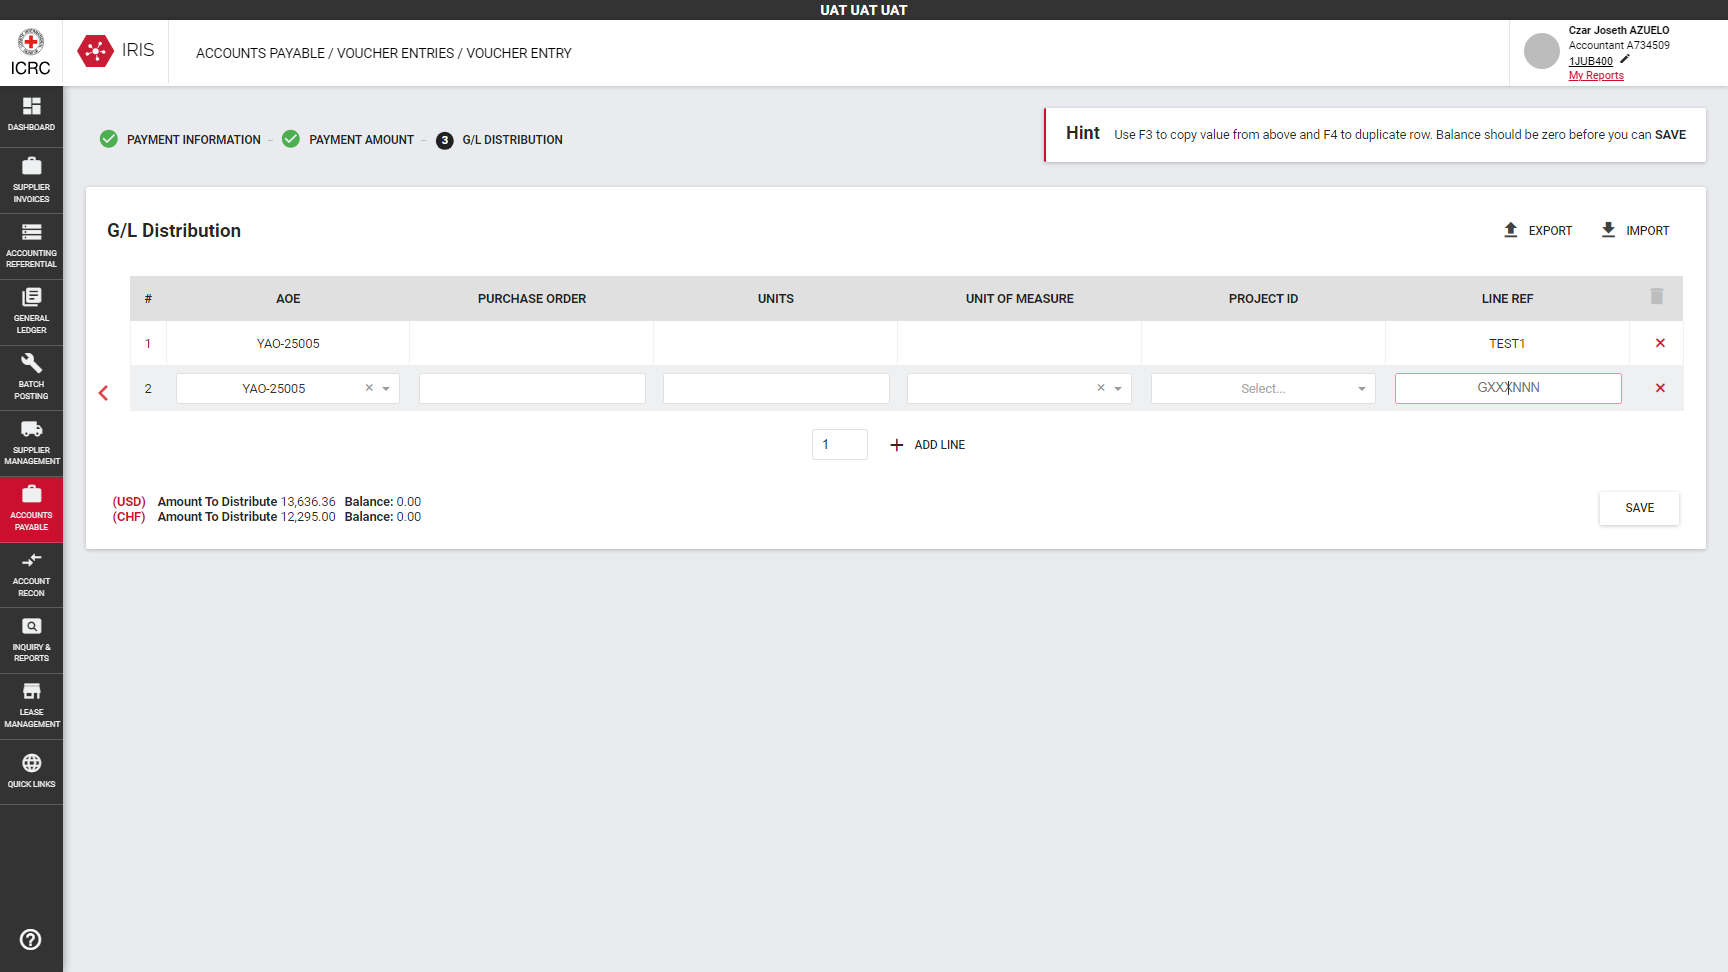 UAT UAT UAT
ICRC
IRIS
ACCOUNTS PAYABLE / VOUCHER ENTRIES / VOUCHER ENTRY
Czar Joseth AZUELO
Accountant A734509
1JUB400
My Reports
DASHBOARD
SUPPLIER
INVOICES
ACCOUNTING
REFERENTIAL
GENERAL
LEDGER
BATCH
POSTING
SUPPLIER
MANAGEMENT
ACCOUNTS
PAYABLE
ACCOUNT
RECON
INQUIRY &
REPORTS
LEASE
MANAGEMENT
QUICK LINKS
PAYMENT INFORMATION – PAYMENT AMOUNT – 3 G/L DISTRIBUTION
Hint Use F3 to copy value from above and F4 to duplicate row. Balance should be zero before you can SAVE
G/L Distribution
EXPORT IMPORT
# AOE PURCHASE ORDER UNITS UNIT OF MEASURE PROJECT ID LINE REF
1 YAO-25005 TEST1
2 YAO-25005 Select... GXXXNNN
1 ADD LINE
(USD) Amount To Distribute 13,636.36 Balance: 0.00
(CHF) Amount To Distribute 12,295.00 Balance: 0.00
SAVE